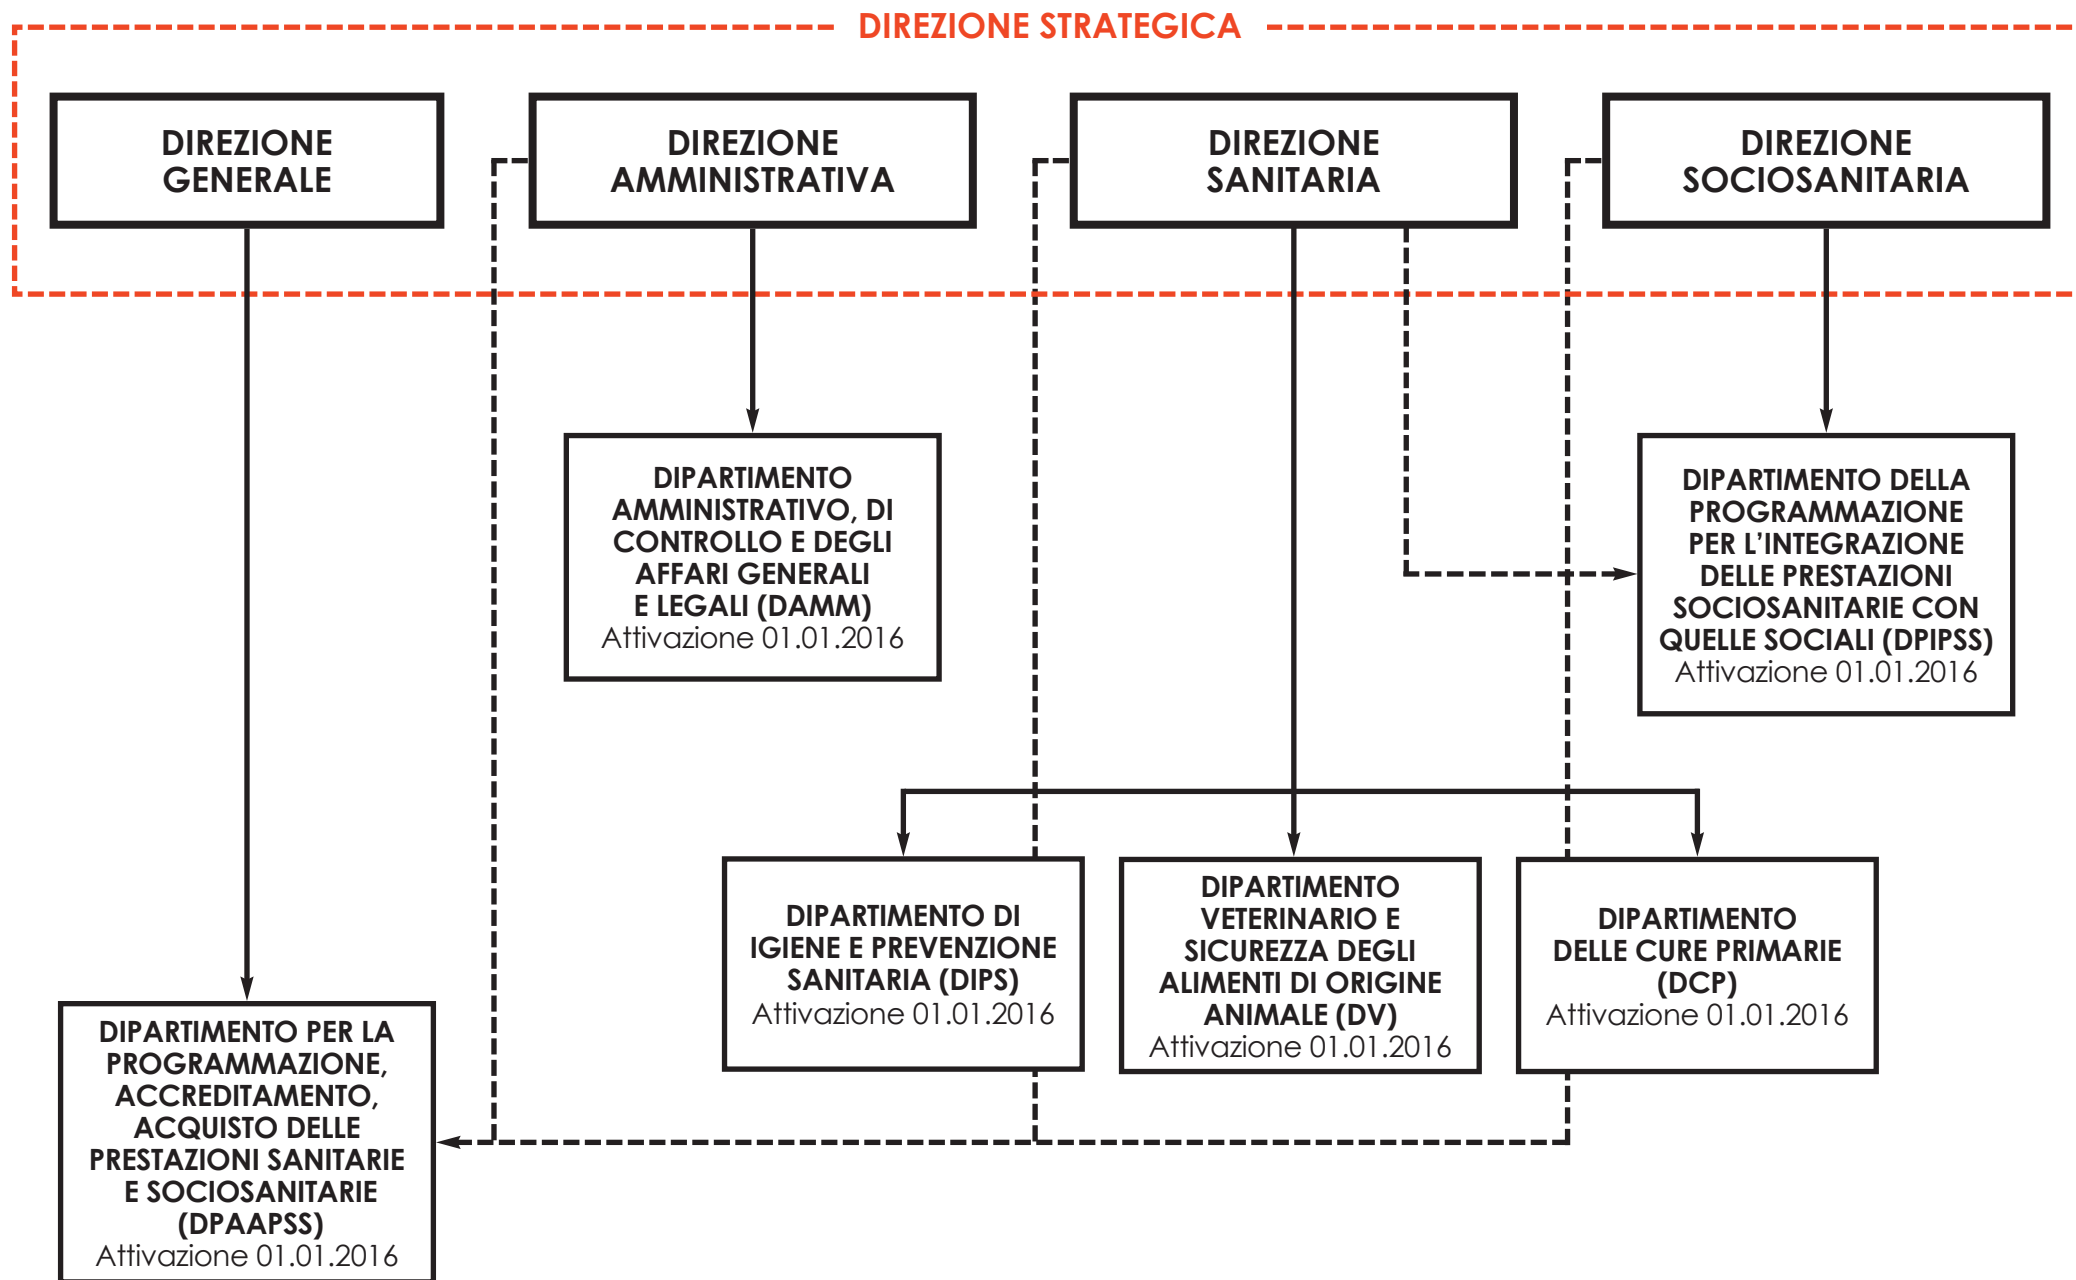 DIREZIONE STRATEGICA
DIREZIONE
GENERALE
DIREZIONE
AMMINISTRATIVA
DIREZIONE
SANITARIA
DIREZIONE
SOCIOSANITARIA
DIPARTIMENTO
AMMINISTRATIVO, DI
CONTROLLO E DEGLI
AFFARI GENERALI
E LEGALI (DAMM)
Attivazione 01.01.2016
DIPARTIMENTO DELLA
PROGRAMMAZIONE
PER L’INTEGRAZIONE
DELLE PRESTAZIONI
SOCIOSANITARIE CON
QUELLE SOCIALI (DPIPSS)
Attivazione 01.01.2016
DIPARTIMENTO DI
IGIENE E PREVENZIONE
SANITARIA (DIPS)
Attivazione 01.01.2016
DIPARTIMENTO
VETERINARIO E
SICUREZZA DEGLI
ALIMENTI DI ORIGINE
ANIMALE (DV)
Attivazione 01.01.2016
DIPARTIMENTO
DELLE CURE PRIMARIE
(DCP)
Attivazione 01.01.2016
DIPARTIMENTO PER LA
PROGRAMMAZIONE,
ACCREDITAMENTO,
ACQUISTO DELLE
PRESTAZIONI SANITARIE
E SOCIOSANITARIE
(DPAAPSS)
Attivazione 01.01.2016